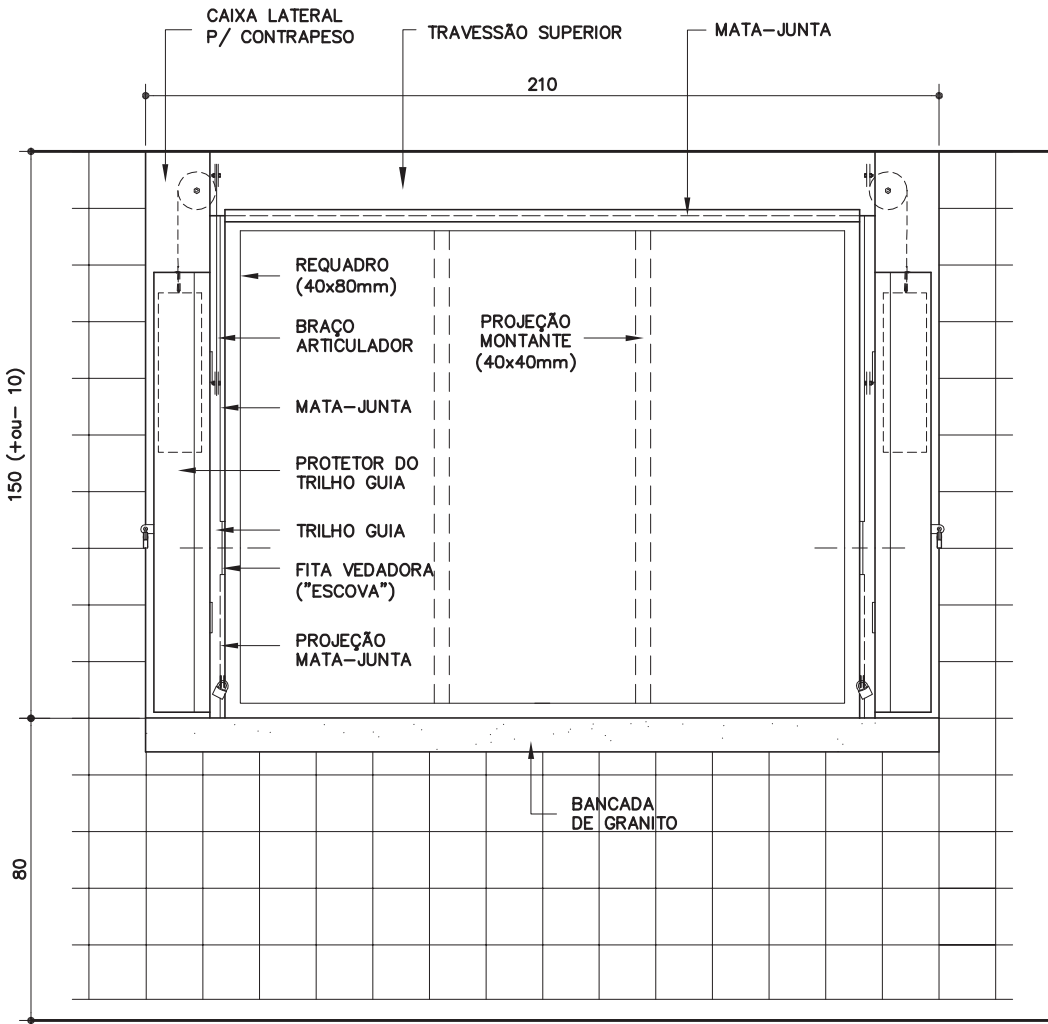 CAIXA LATERAL
P/ CONTRAPESO
TRAVESSÃO SUPERIOR
MATA-JUNTA
210
REQUADRO
(40x80mm)
BRAÇO
ARTICULADOR
PROJEÇÃO
MONTANTE
(40x40mm)
MATA-JUNTA
PROTETOR DO
TRILHO GUIA
TRILHO GUIA
FITA VEDADORA
("ESCOVA")
PROJEÇÃO
MATA-JUNTA
150 (+ou- 10)
BANCADA
DE GRANITO
80